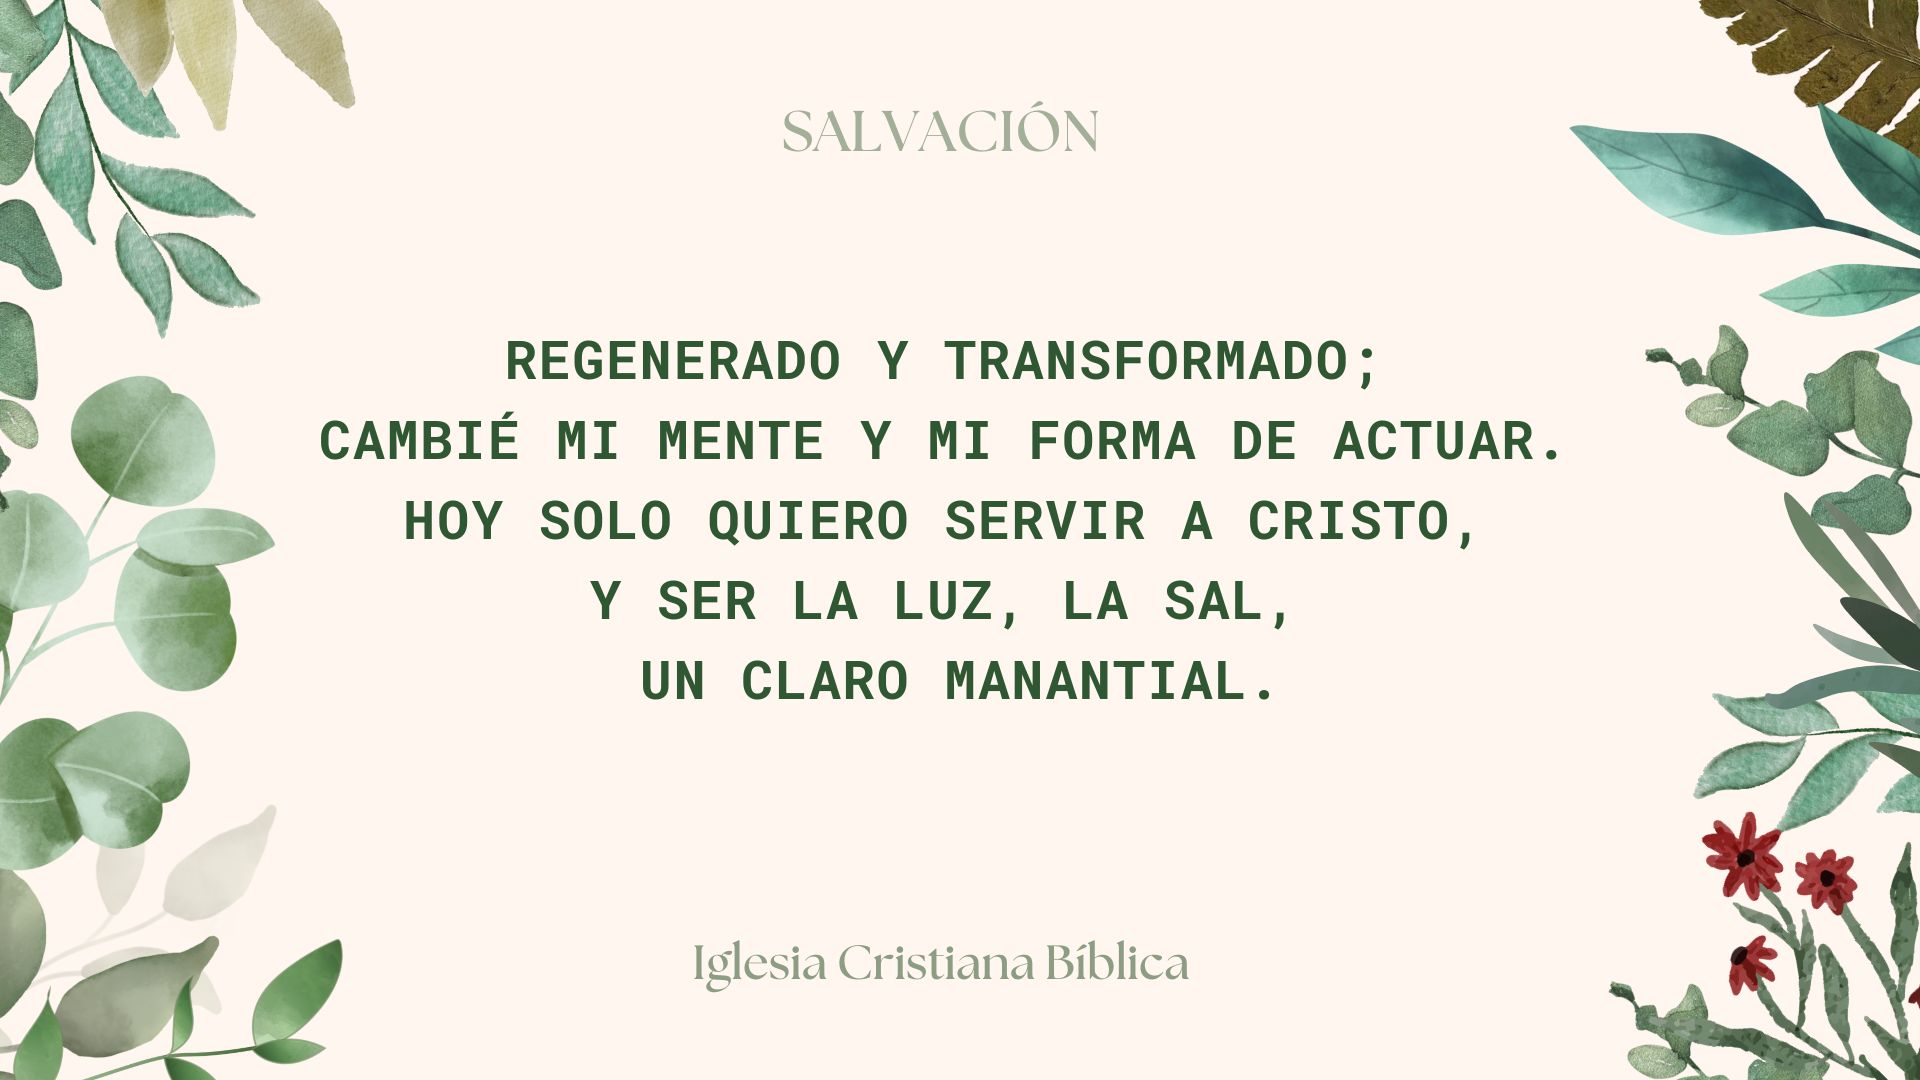 SALVACIÓN
REGENERADO Y TRANSFORMADO;
CAMBIÉ MI MENTE Y MI FORMA DE ACTUAR.
HOY SOLO QUIERO SERVIR A CRISTO,
Y SER LA LUZ, LA SAL,
UN CLARO MANANTIAL.
Iglesia Cristiana Bíblica